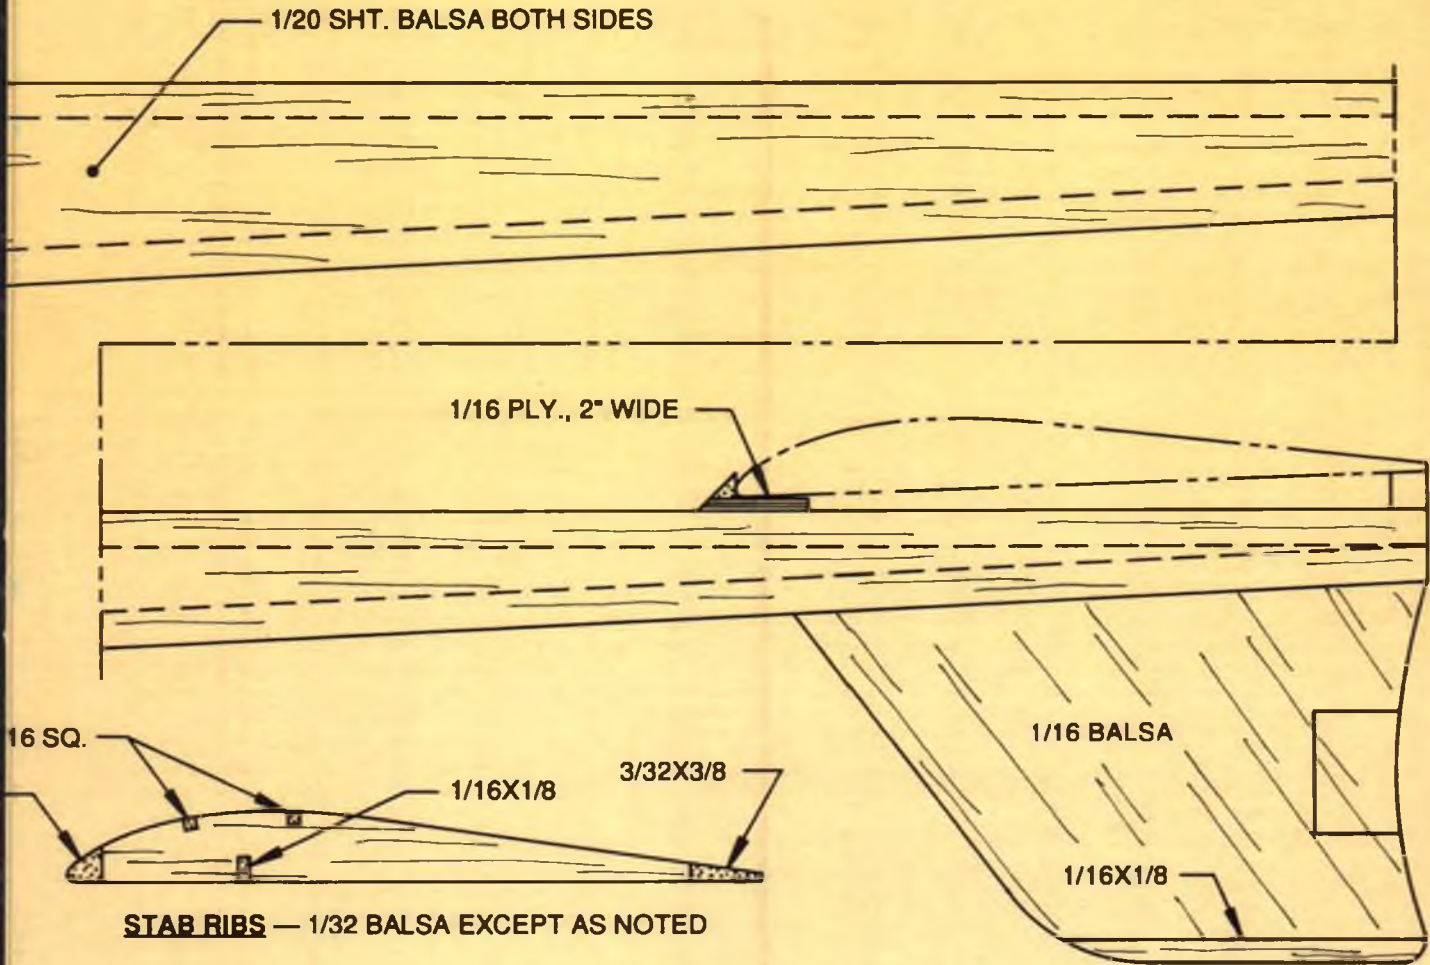 1/20 SHT. BALSA BOTH SIDES
1/16 PLY., 2" WIDE
16 SQ.
1/16X1/8
3/32X3/8
1/16 BALSA
1/16X1/8
STAB RIBS — 1/32 BALSA EXCEPT AS NOTED